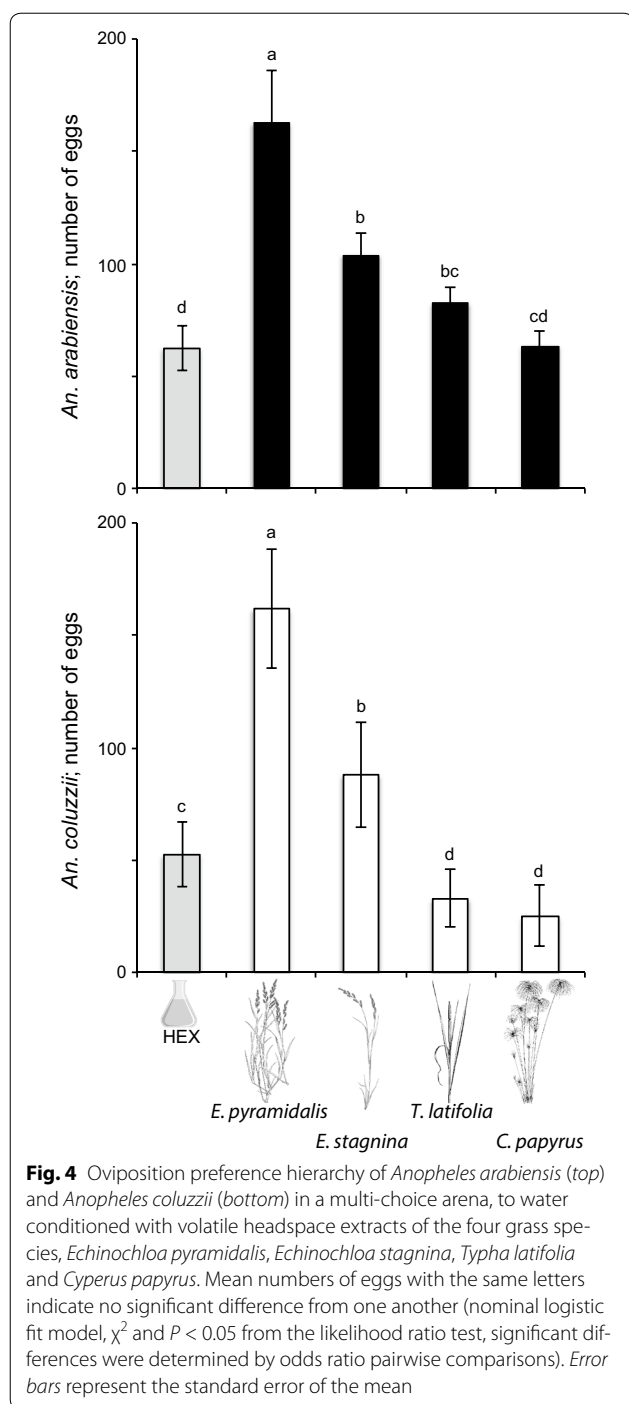 200
a
An. arabiensis; number of eggs
b
100
bc
d
cd
0
200
a
An. coluzzii; number of eggs
b
100
c
d
d
0
HEX
E. pyramidalis
T. latifolia
E. stagnina
C. papyrus
Fig. 4 Oviposition preference hierarchy of Anopheles arabiensis (top)
and Anopheles coluzzii (bottom) in a multi-choice arena, to water
conditioned with volatile headspace extracts of the four grass spe-
cies, Echinochloa pyramidalis, Echinochloa stagnina, Typha latifolia
and Cyperus papyrus. Mean numbers of eggs with the same letters
indicate no significant difference from one another (nominal logistic
fit model, χ² and P < 0.05 from the likelihood ratio test, significant dif-
ferences were determined by odds ratio pairwise comparisons). Error
bars represent the standard error of the mean